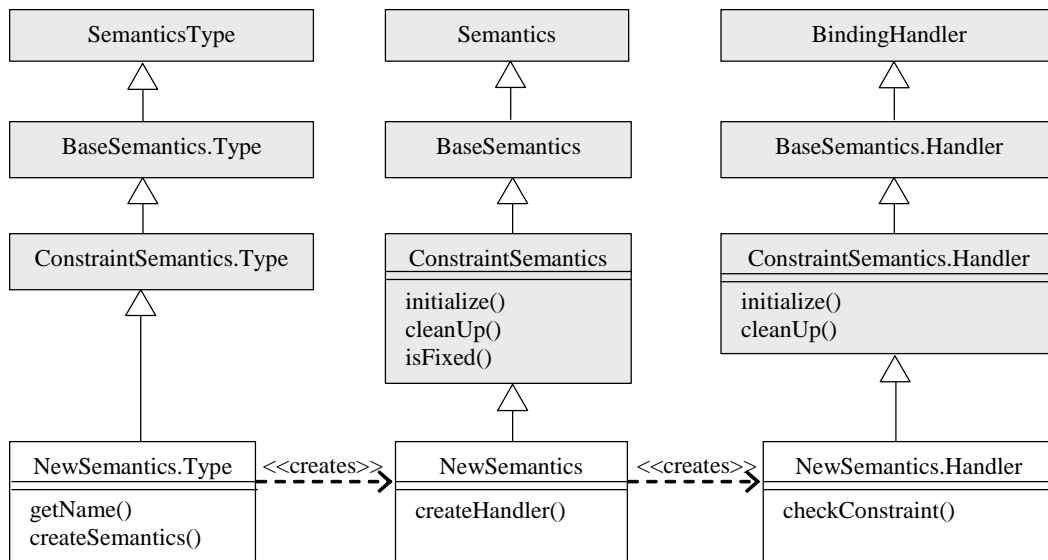 SemanticsType
Semantics
BindingHandler
BaseSemantics.Type
BaseSemantics
BaseSemantics.Handler
ConstraintSemantics.Type
ConstraintSemantics
initialize()
cleanUp()
isFixed()
ConstraintSemantics.Handler
initialize()
cleanUp()
NewSemantics.Type
getName()
createSemantics()
<<creates>>
NewSemantics
createHandler()
<<creates>>
NewSemantics.Handler
checkConstraint()